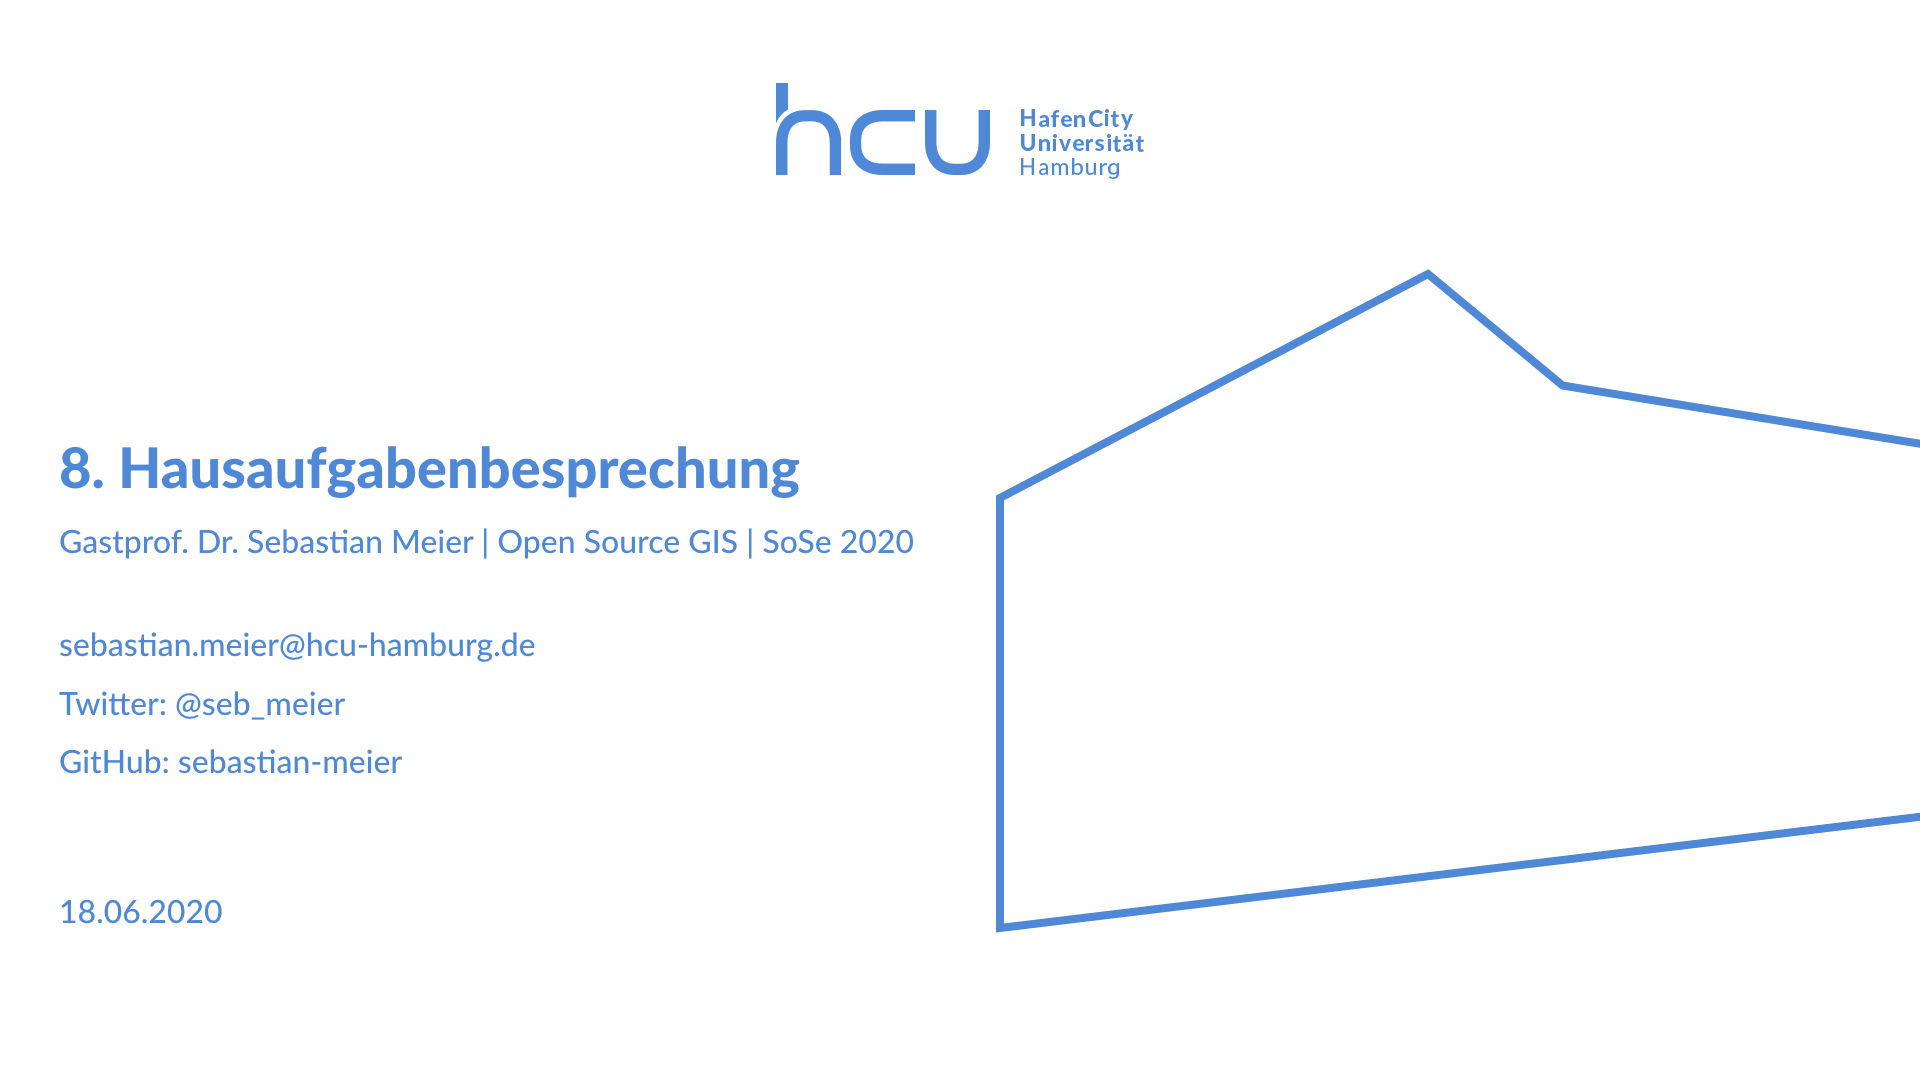 hcu
HafenCity
Universität
Hamburg
8. Hausaufgabenbesprechung
Gastprof. Dr. Sebastian Meier | Open Source GIS | SoSe 2020
sebastian.meier@hcu-hamburg.de
Twitter: @seb_meier
GitHub: sebastian-meier
18.06.2020